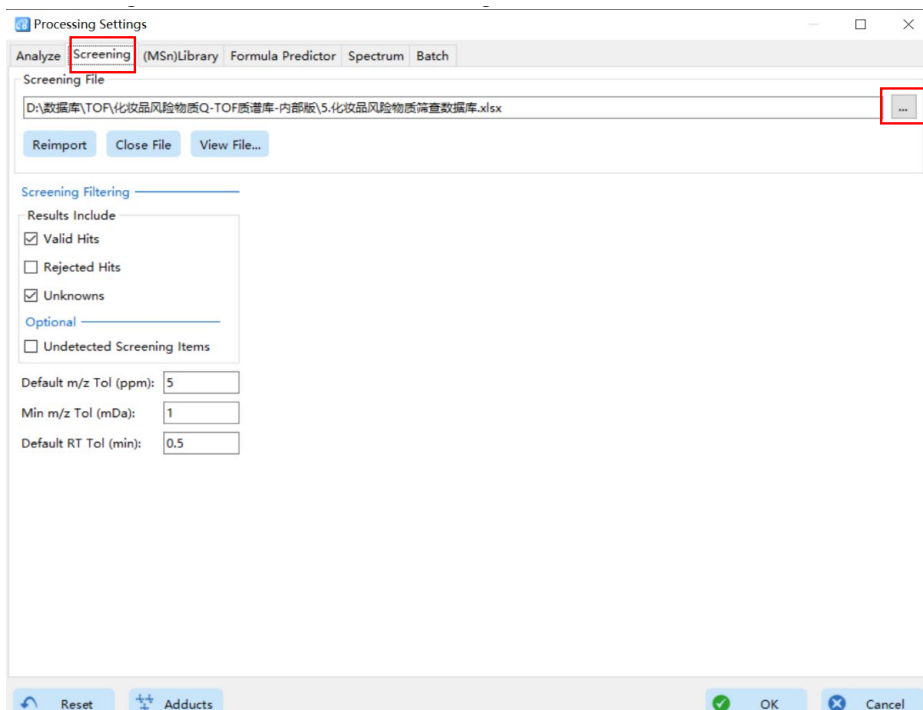 Processing Settings
Analyze Screening (MSn)Library Formula Predictor Spectrum Batch
Screening File
D:\数据库\TOF\化妆品风险物质Q-TOF质谱库-内部版\5.化妆品风险物质筛查数据库.xlsx ...
Reimport Close File View File...
Screening Filtering
Results Include
Valid Hits
Rejected Hits
Unknowns
Optional
Undetected Screening Items
Default m/z Tol (ppm): 5
Min m/z Tol (mDa): 1
Default RT Tol (min): 0.5
Reset Adducts OK Cancel